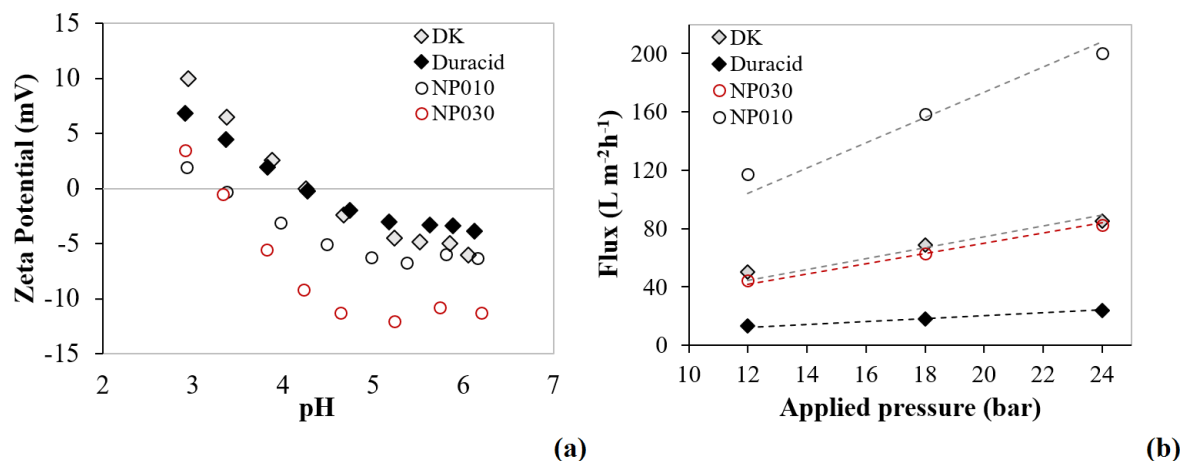 15
10
5
0
-5
-10
-15
2 3 4 5 6 7
Zeta Potential (mV)
pH
DK
Duracid
NP010
NP030
(a)
200
160
120
80
40
0
10 12 14 16 18 20 22 24
Flux (L m⁻²h⁻¹)
Applied pressure (bar)
DK
Duracid
NP030
NP010
(b)